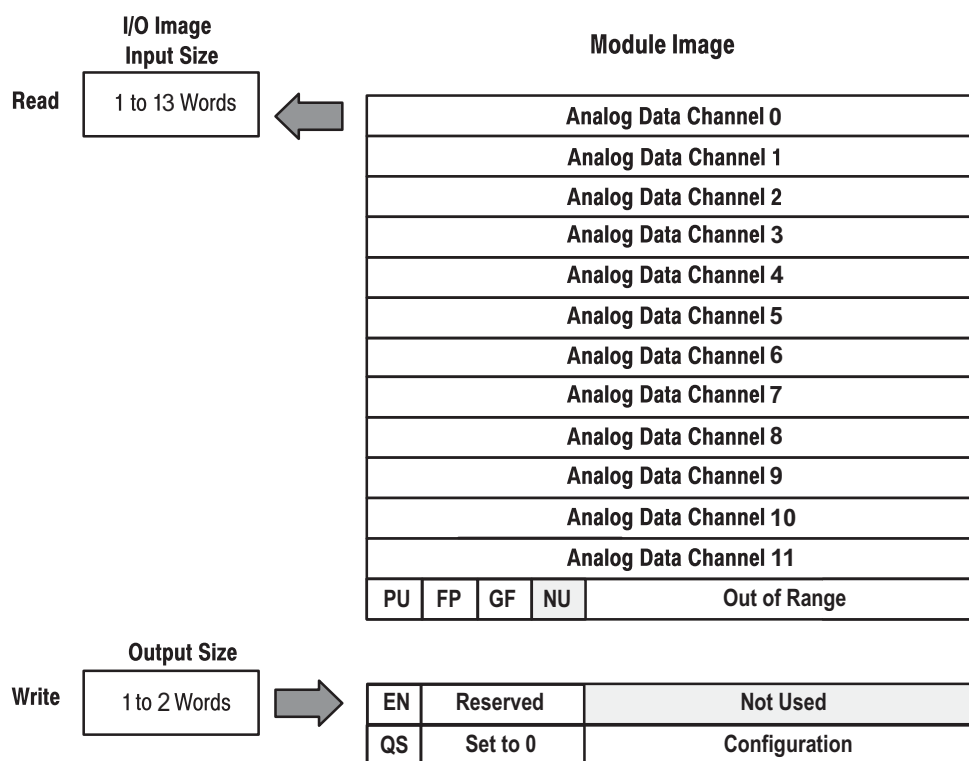 I/O Image
Input Size
Module Image
Read
1 to 13 Words
Analog Data Channel 0
Analog Data Channel 1
Analog Data Channel 2
Analog Data Channel 3
Analog Data Channel 4
Analog Data Channel 5
Analog Data Channel 6
Analog Data Channel 7
Analog Data Channel 8
Analog Data Channel 9
Analog Data Channel 10
Analog Data Channel 11
PU FP GF NU Out of Range
Output Size
Write
1 to 2 Words
EN Reserved Not Used
QS Set to 0 Configuration